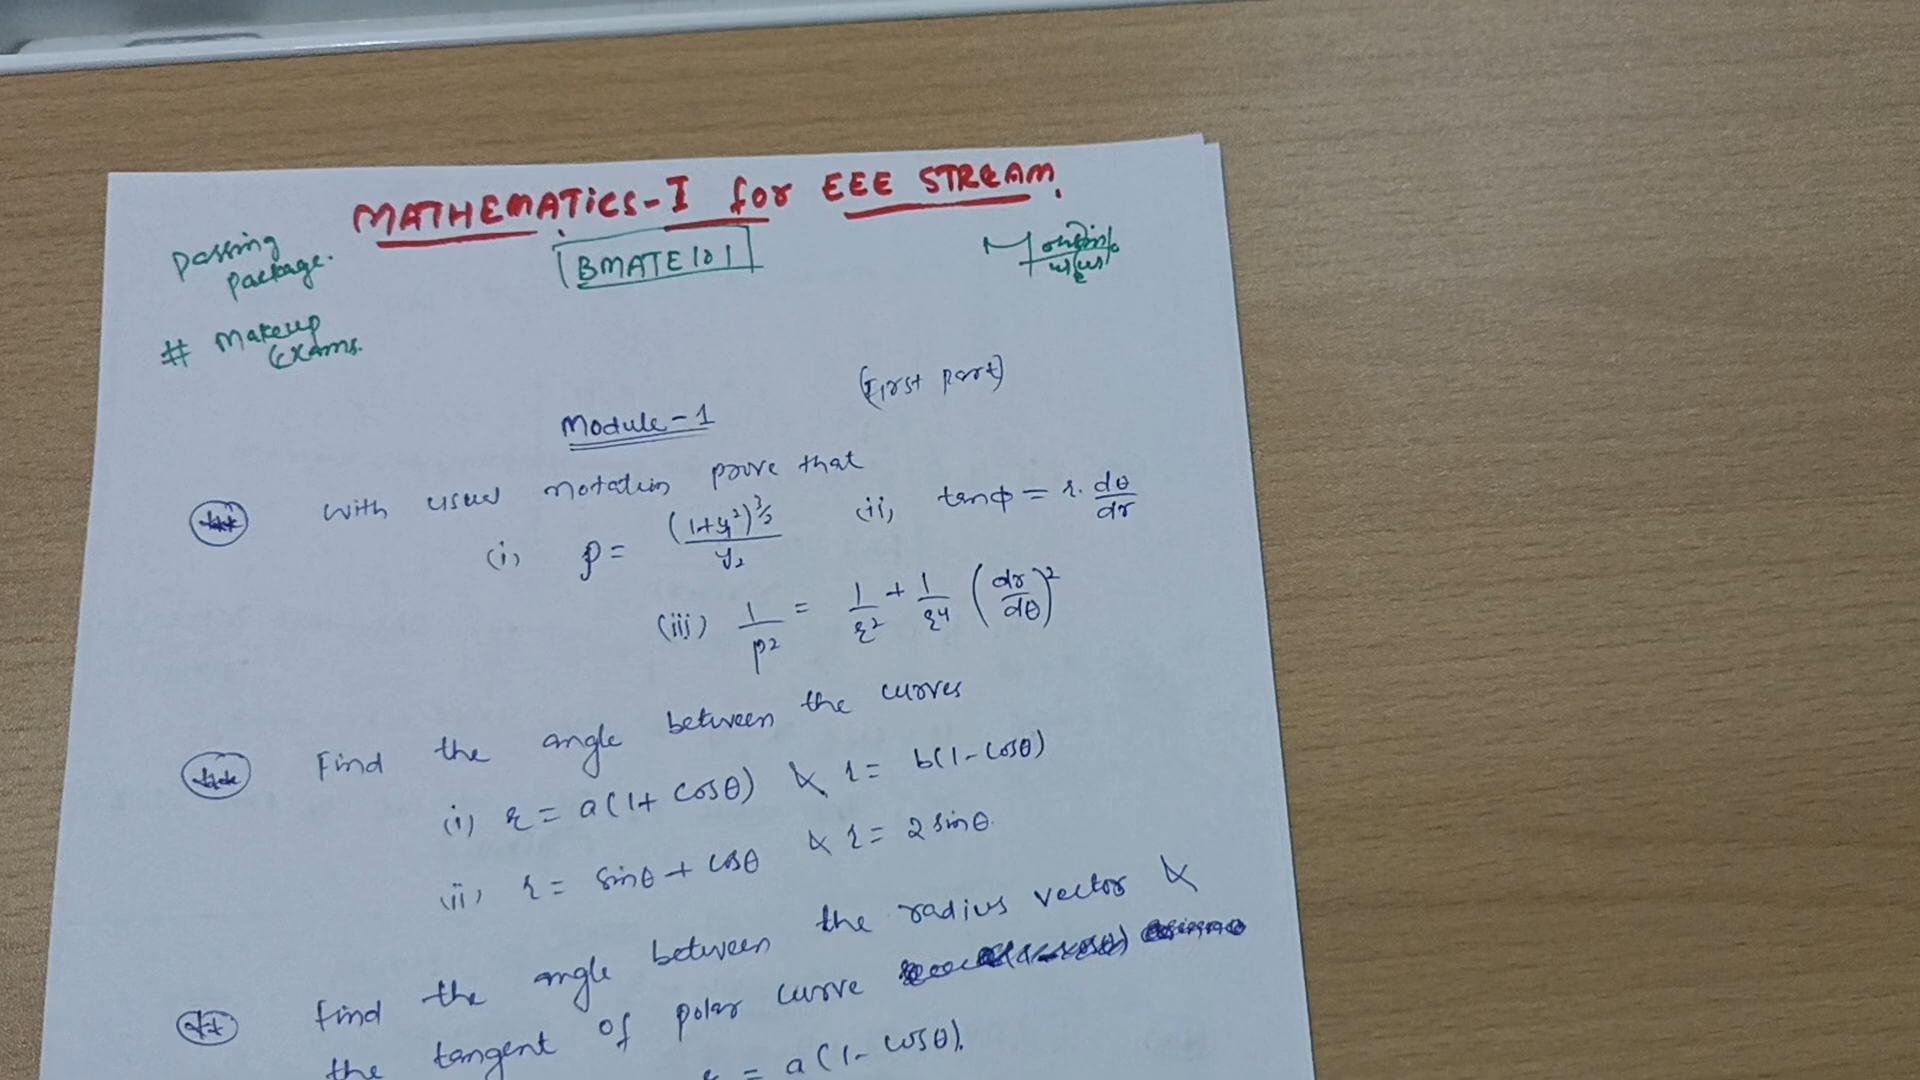 MATHEMATICS-I for EEE STREAM.
Passing
package.
BMATE101
# Makeup
Exams.
(First part)
Module-1
*** With usual notation prove that
(i) ρ = (1+y₁²)^3/2 / y₂ (ii) tanφ = r. dθ/dr
(iii) 1/p² = 1/r² + 1/r⁴ (dr/dθ)²
*** Find the angle between the curves
(i) r = a(1+ cosθ) & r = b(1-cosθ)
(ii) r = sinθ + cosθ & r = 2 sinθ.
** Find the angle between the radius vector &
the tangent of polar curve
r = a(1- cosθ).